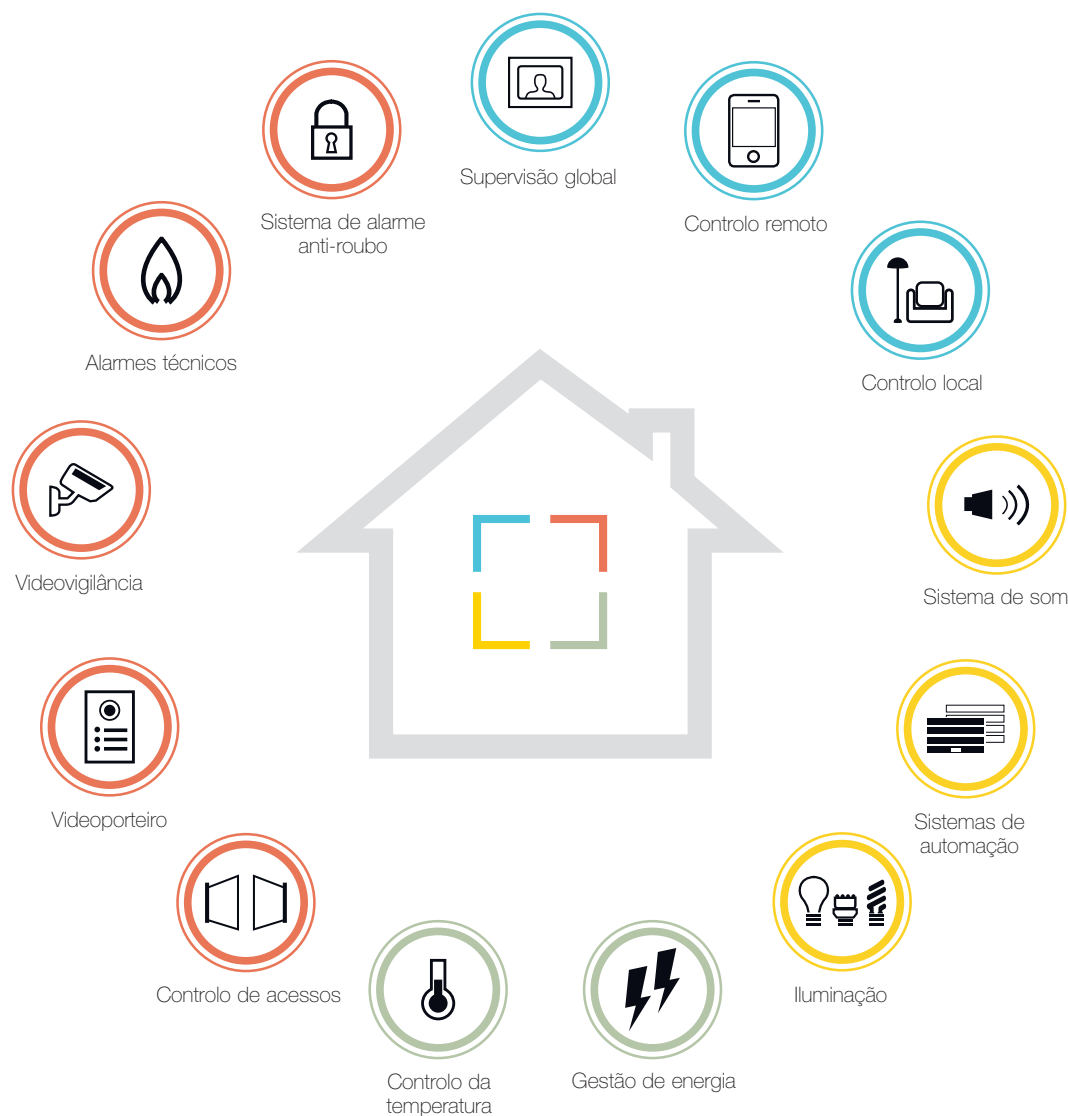 Supervisão global
Controlo remoto
Controlo local
Sistema de som
Sistemas de
automação
Iluminação
Gestão de energia
Controlo da
temperatura
Controlo de acessos
Videoporteiro
Videovigilância
Alarmes técnicos
Sistema de alarme
anti-roubo